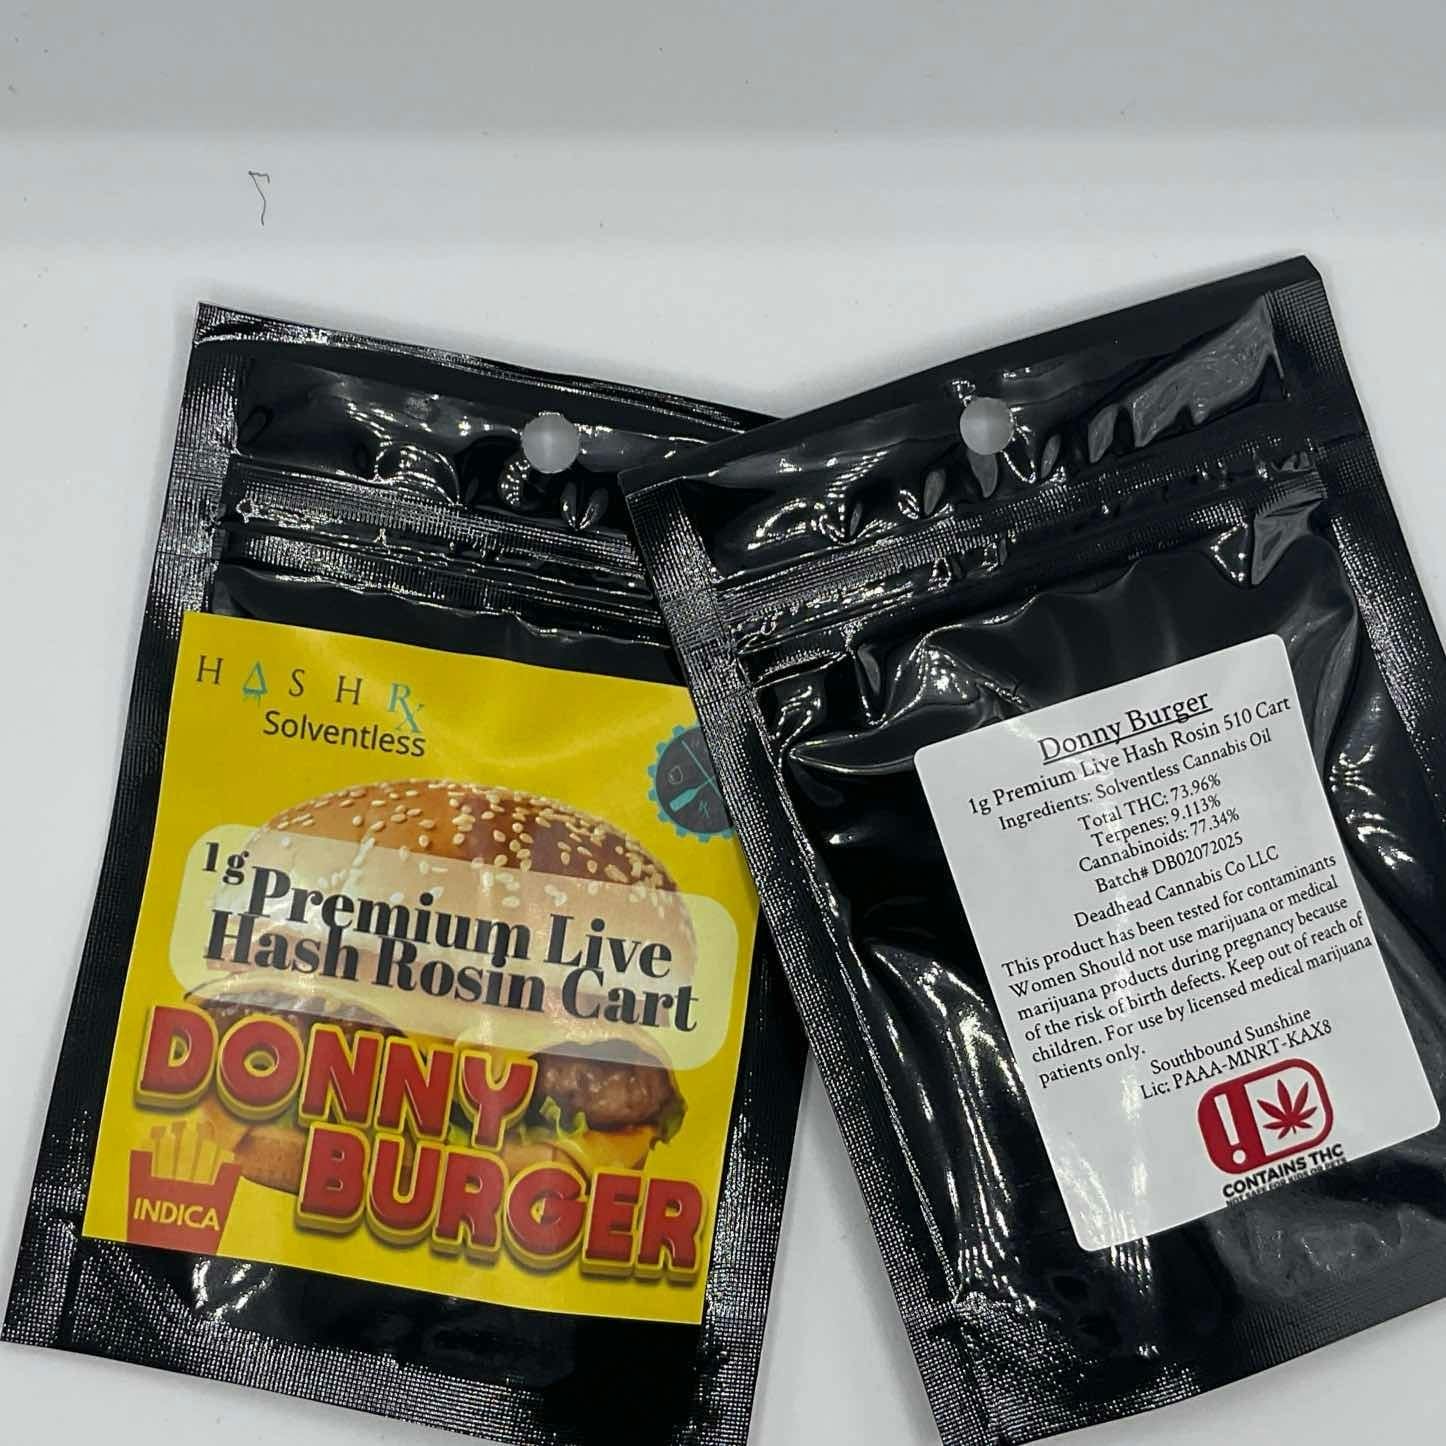 HASHRx
Solventless
1g Premium Live
Hash Rosin Cart
DONNY
BURGER
INDICA
Donny Burger
1g Premium Live Hash Rosin 510 Cart
Ingredients: Solventless Cannabis Oil
Total THC: 73.96%
Terpenes: 9.113%
Cannabinoids: 77.34%
Batch# DB02072025
Deadhead Cannabis Co LLC
This product has been tested for contaminants
Women Should not use marijuana or medical
marijuana products during pregnancy because
of the risk of birth defects. Keep out of reach of
children. For use by licensed medical marijuana
patients only.
Southbound Sunshine
Lic: PAAA-MNRT-KAX8
!
CONTAINS THC